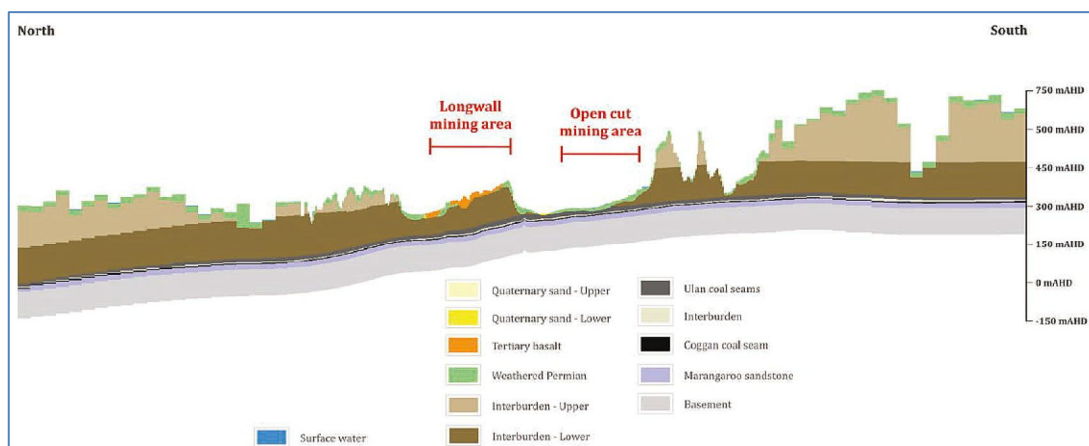 North
South
Longwall
mining area
Open cut
mining area
750 mAHD
600 mAHD
450 mAHD
300 mAHD
150 mAHD
0 mAHD
-150 mAHD
Quaternary sand - Upper
Quaternary sand - Lower
Tertiary basalt
Weathered Permian
Interburden - Upper
Interburden - Lower
Surface water
Ulan coal seams
Interburden
Coggan coal seam
Marangaroo sandstone
Basement